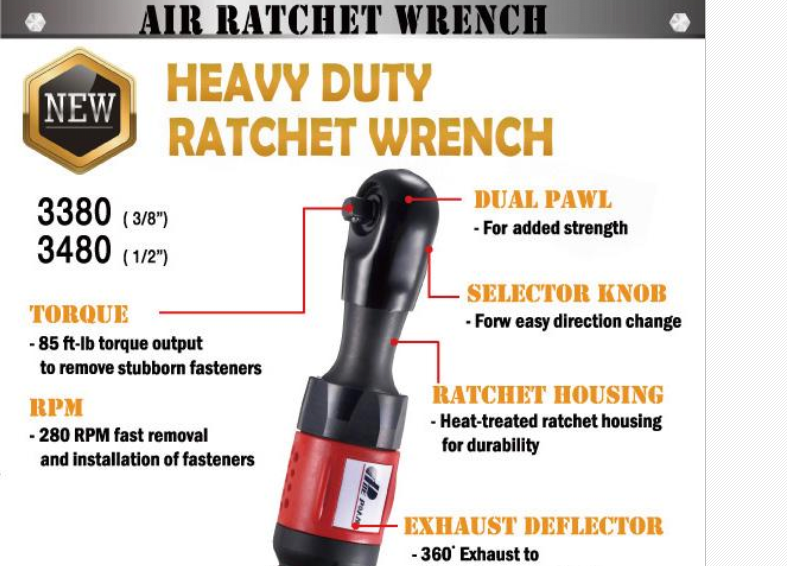 AIR RATCHET WRENCH
NEW
HEAVY DUTY
RATCHET WRENCH
3380 ( 3/8”)
3480 ( 1/2”)
TORQUE
- 85 ft-lb torque output
to remove stubborn fasteners
RPM
- 280 RPM fast removal
and installation of fasteners
DUAL PAWL
- For added strength
SELECTOR KNOB
- Forw easy direction change
RATCHET HOUSING
- Heat-treated ratchet housing
for durability
EXHAUST DEFLECTOR
- 360° Exhaust to